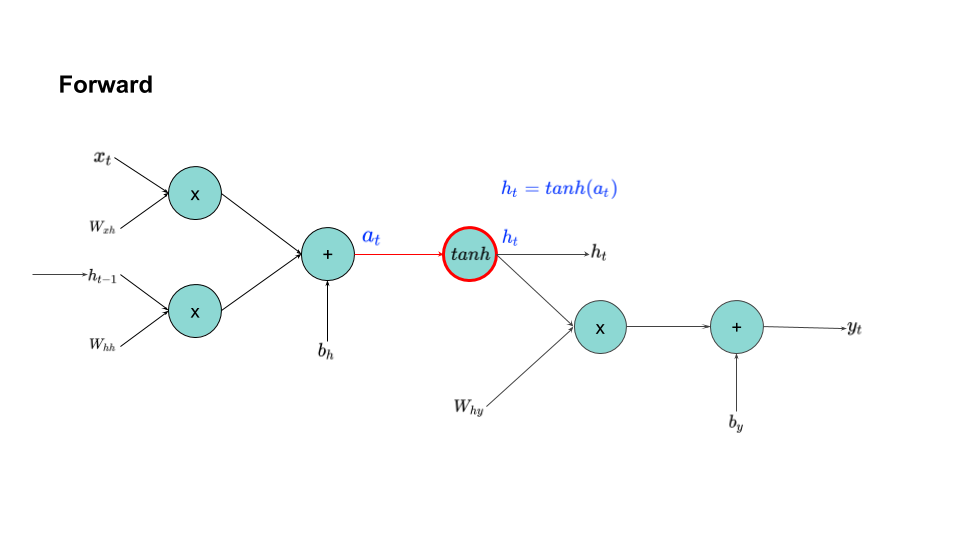 Forward
x_t
x
W_{xh}
h_t = tanh(a_t)
+
a_t
tanh
h_t
h_t
h_{t-1}
x
W_{hh}
b_h
x
+
y_t
W_{hy}
b_y